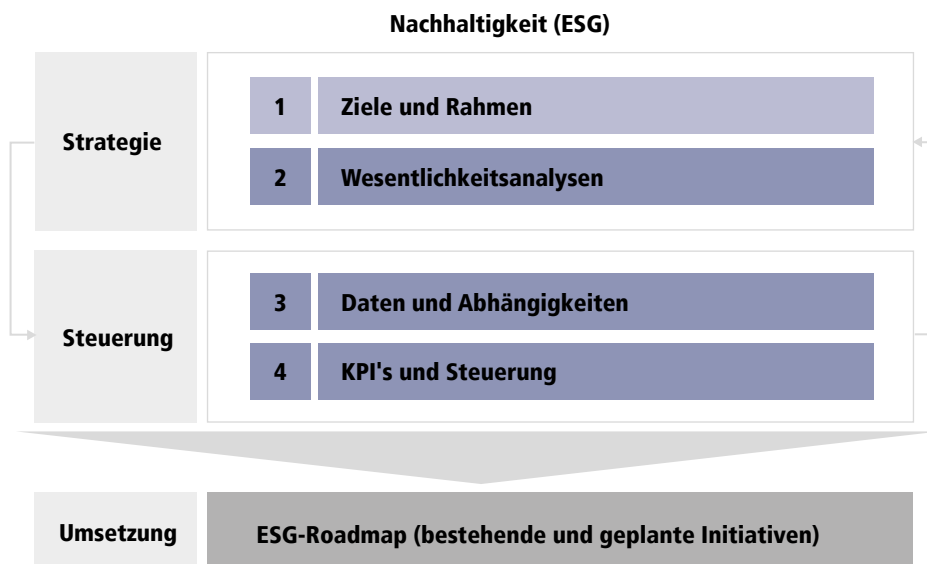 Nachhaltigkeit (ESG)
Strategie
1 Ziele und Rahmen
2 Wesentlichkeitsanalysen
Steuerung
3 Daten und Abhängigkeiten
4 KPI's und Steuerung
Umsetzung
ESG-Roadmap (bestehende und geplante Initiativen)